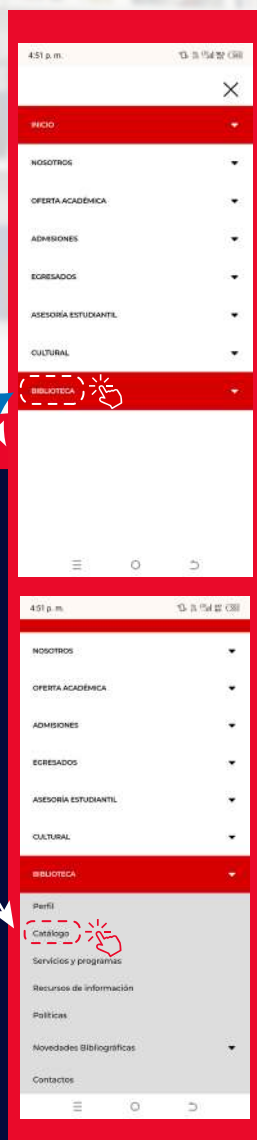 4:51 p. m.
INICIO
NOSOTROS
OFERTA ACADÉMICA
ADMISIONES
EGRESADOS
ASESORÍA ESTUDIANTIL
CULTURAL
BIBLIOTECA
4:51 p. m.
NOSOTROS
OFERTA ACADÉMICA
ADMISIONES
EGRESADOS
ASESORÍA ESTUDIANTIL
CULTURAL
BIBLIOTECA
Perfil
Catálogo
Servicios y programas
Recursos de información
Políticas
Novedades Bibliográficas
Contactos